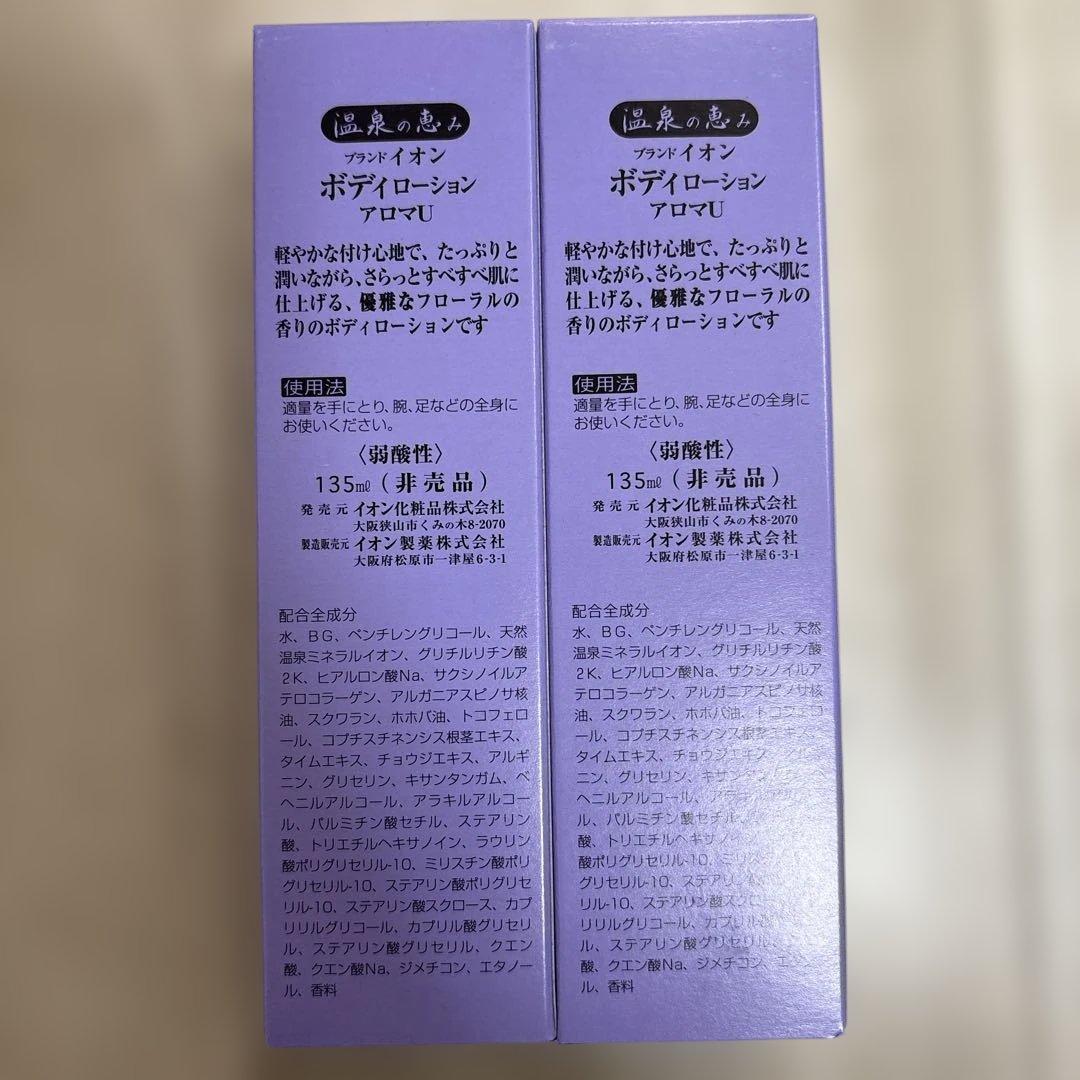 温泉の恵み
ブランドイオン
ボディローション
アロマU
軽やかな付け心地で、たっぷりと
潤いながら、さらっとすべすべ肌に
仕上げる、優雅なフローラルの
香りのボディローションです
使用法
適量を手にとり、腕、足などの全身に
お使いください。
〈弱酸性〉
135㎖（非売品）
発売元 イオン化粧品株式会社
大阪狭山市くみの木8-2070
製造販売元 イオン製薬株式会社
大阪府松原市一津屋6-3-1
配合全成分
水、BG、ペンチレングリコール、天然
温泉ミネラルイオン、グリチルリチン酸
2K、ヒアルロン酸Na、サクシノイルア
テロコラーゲン、アルガニアスピノサ核
油、スクワラン、ホホバ油、トコフェロ
ール、コプチスチネンシス根茎エキス、
タイムエキス、チョウジエキス、アルギ
ニン、グリセリン、キサンタンガム、ベ
ヘニルアルコール、アラキルアルコー
ル、パルミチン酸セチル、ステアリン
酸、トリエチルヘキサノイン、ラウリン
酸ポリグリセリル-10、ミリスチン酸ポリ
グリセリル-10、ステアリン酸ポリグリセ
リル-10、ステアリン酸スクロース、カプ
リリルグリコール、カプリル酸グリセリ
ル、ステアリン酸グリセリル、クエン
酸、クエン酸Na、ジメチコン、エタノー
ル、香料
温泉の恵み
ブランドイオン
ボディローション
アロマU
軽やかな付け心地で、たっぷりと
潤いながら、さらっとすべすべ肌に
仕上げる、優雅なフローラルの
香りのボディローションです
使用法
適量を手にとり、腕、足などの全身に
お使いください。
〈弱酸性〉
135㎖（非売品）
発売元 イオン化粧品株式会社
大阪狭山市くみの木8-2070
製造販売元 イオン製薬株式会社
大阪府松原市一津屋6-3-1
配合全成分
水、BG、ペンチレングリコール、天然
温泉ミネラルイオン、グリチルリチン酸
2K、ヒアルロン酸Na、サクシノイルア
テロコラーゲン、アルガニアスピノサ核
油、スクワラン、ホホバ油、トコフェロ
ール、コプチスチネンシス根茎エキス、
タイムエキス、チョウジエキス
ニン、グリセリン、キサンタン
ヘニルアルコール、
ル、パルミチン酸セチル、
酸、トリエチルヘキサノイン
酸ポリグリセリル-10、
グリセリル-10、ステアリ
リル-10、ステアリン酸スクロー
リリルグリコール、カプリル
ル、ステアリン酸グリセリル、
酸、クエン酸Na、ジメチコン、
ル、香料